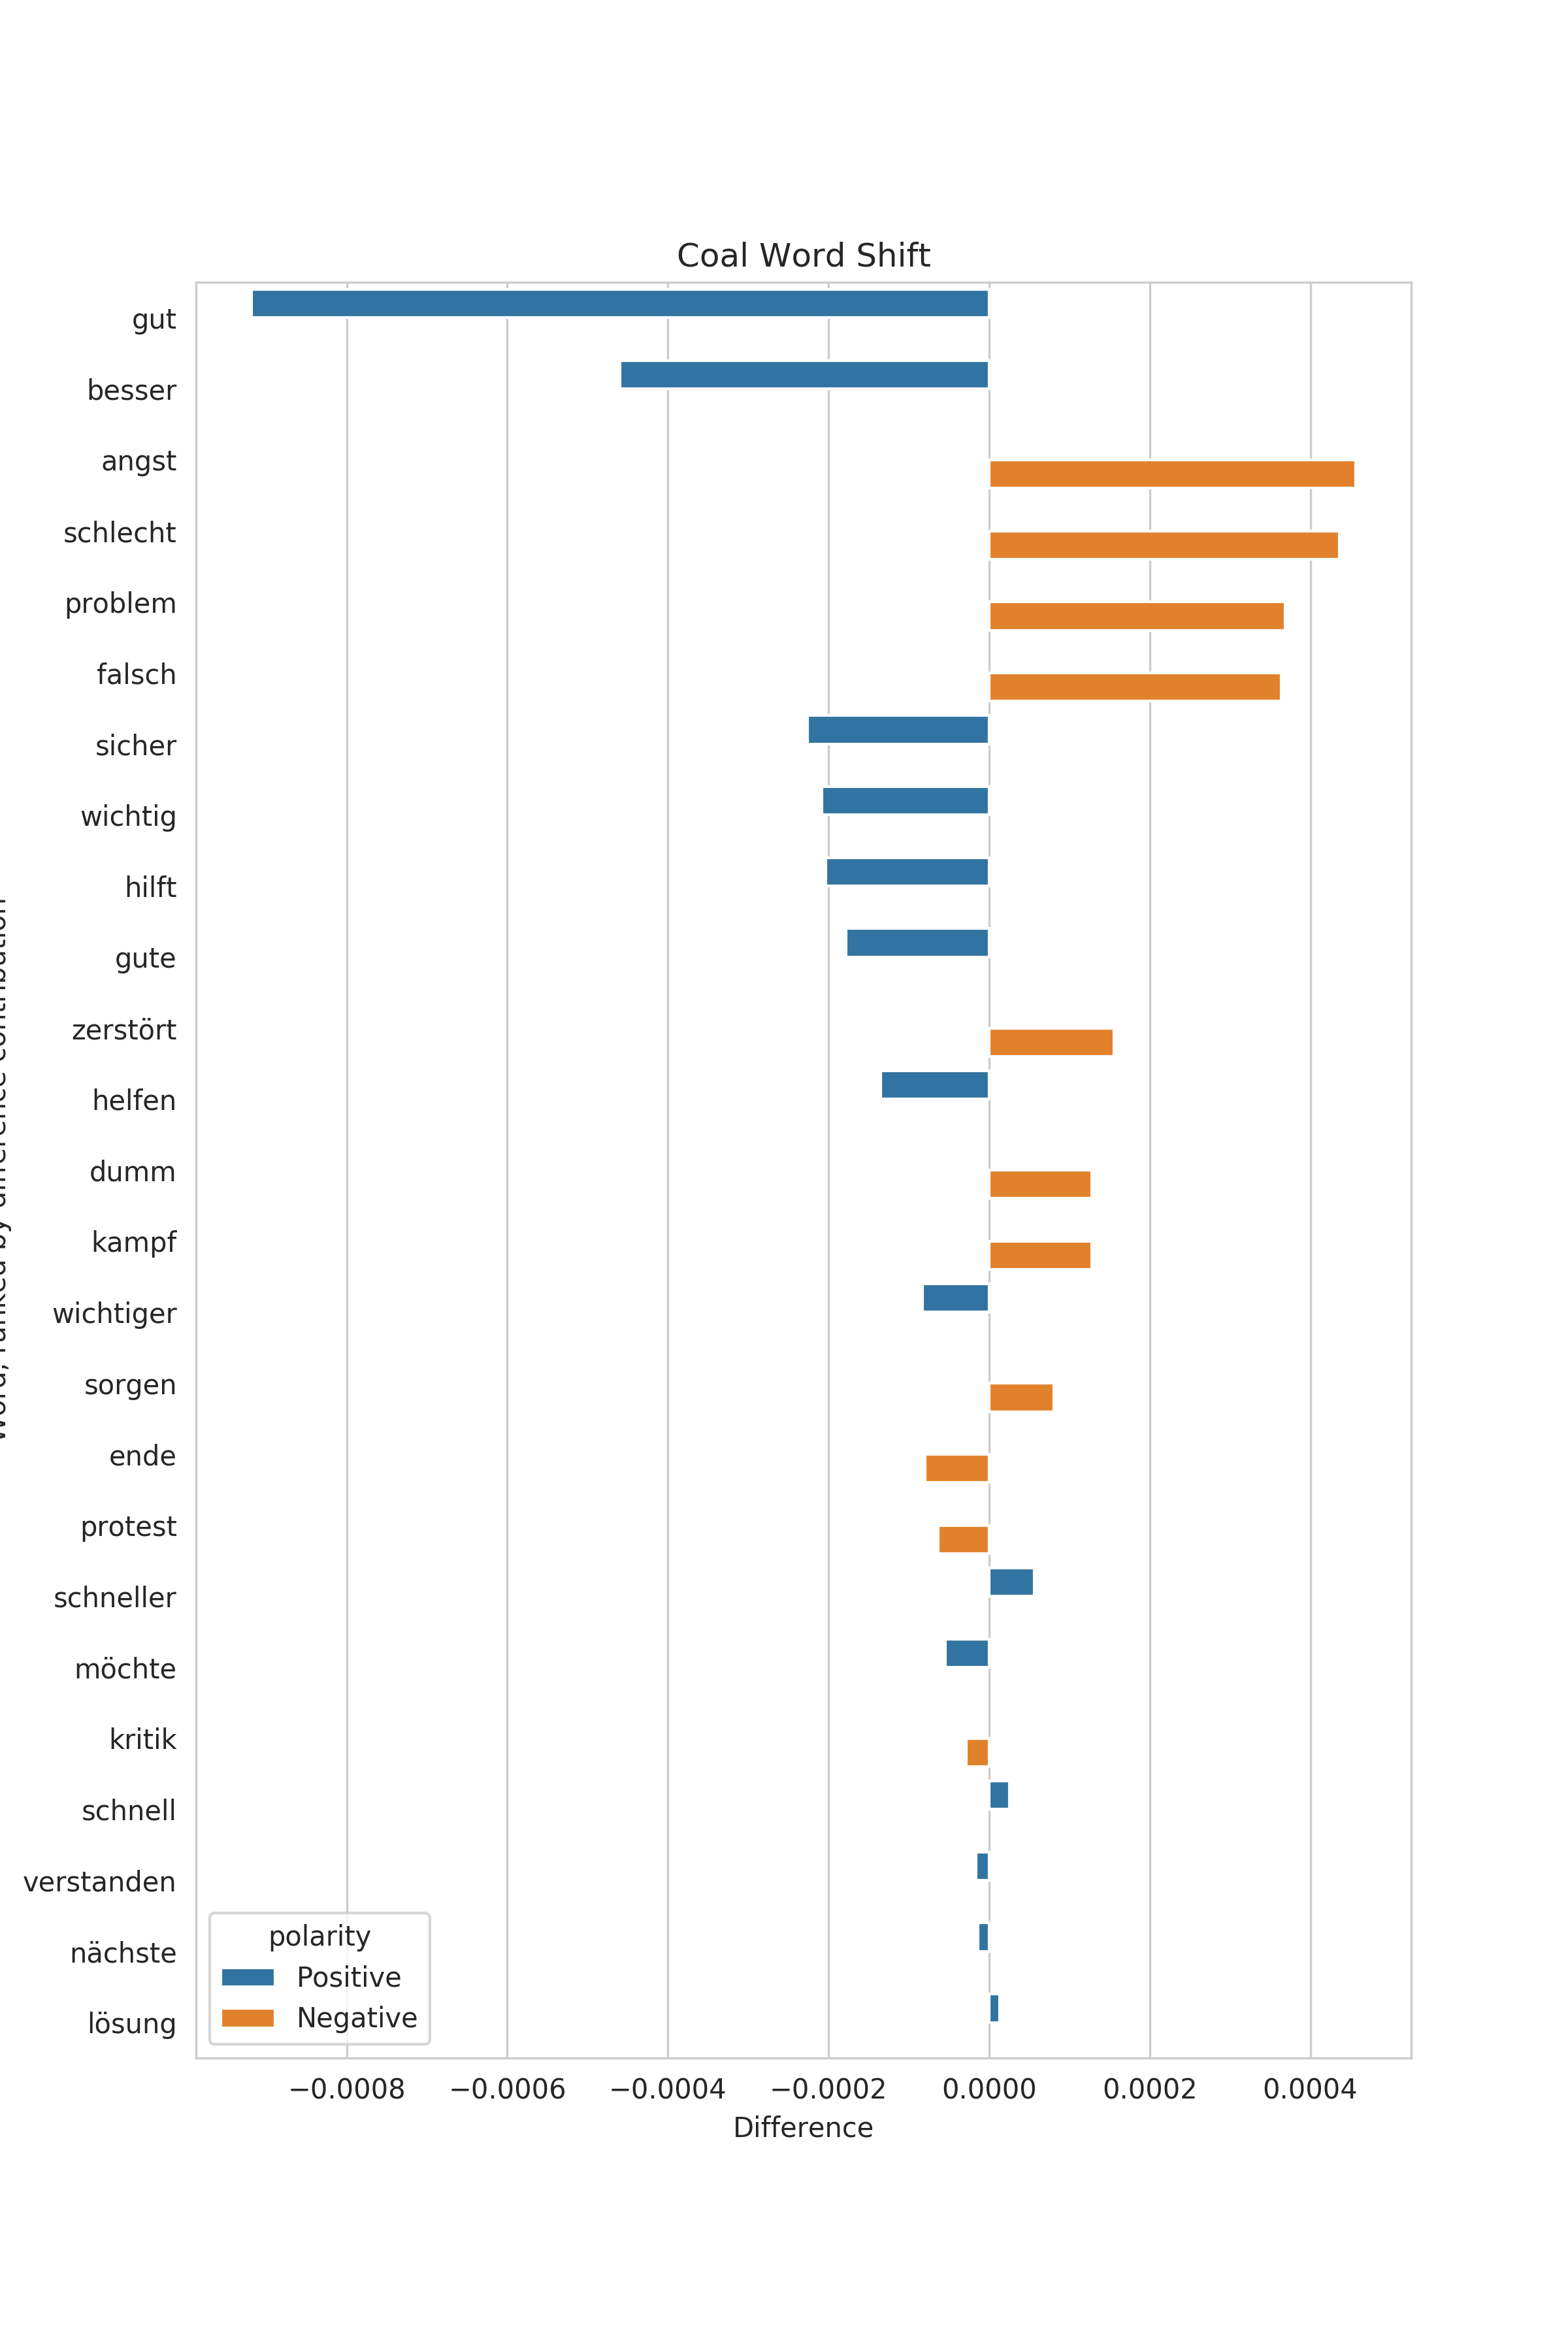 Coal Word Shift
gut
besser
angst
schlecht
problem
falsch
sicher
wichtig
hilft
gute
zerstört
helfen
dumm
kampf
wichtiger
sorgen
ende
protest
schneller
möchte
kritik
schnell
verstanden
nächste
lösung
polarity
Positive
Negative
−0.0008 −0.0006 −0.0004 −0.0002 0.0000 0.0002 0.0004
Difference